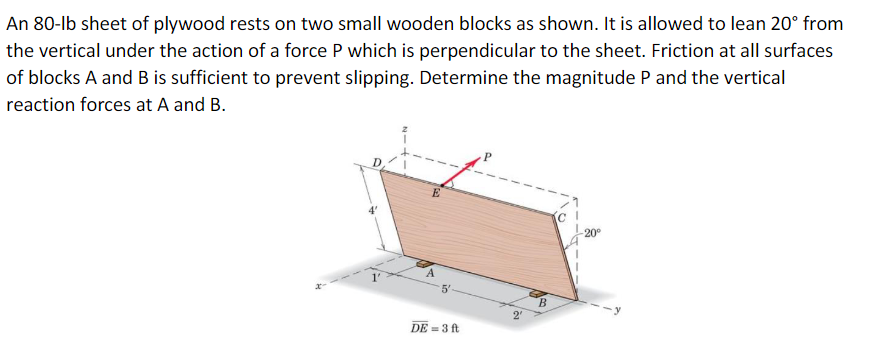 An 80-lb sheet of plywood rests on two small wooden blocks as shown. It is allowed to lean 20° from
the vertical under the action of a force P which is perpendicular to the sheet. Friction at all surfaces
of blocks A and B is sufficient to prevent slipping. Determine the magnitude P and the vertical
reaction forces at A and B.
z
P
D
E
4'
C
20°
A
1'
x
5'
B
y
2'
DE = 3 ft